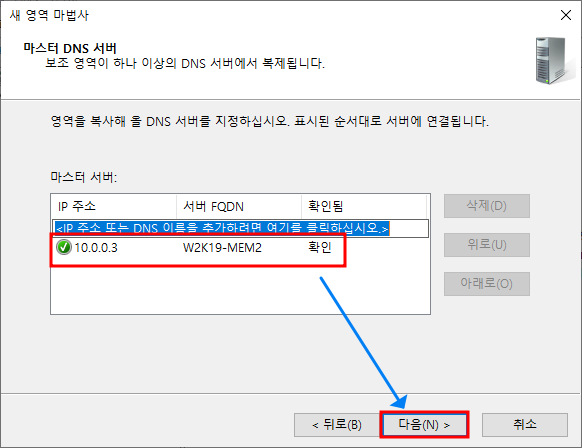 새 영역 마법사
마스터 DNS 서버
보조 영역이 하나 이상의 DNS 서버에서 복제됩니다.
영역을 복사해 올 DNS 서버를 지정하십시오. 표시된 순서대로 서버에 연결됩니다.
마스터 서버:
IP 주소 서버 FQDN 확인됨
<IP 주소 또는 DNS 이름을 추가하려면 여기를 클릭하십시오.>
10.0.0.3 W2K19-MEM2 확인
삭제(D)
위로(U)
아래로(O)
< 뒤로(B) 다음(N) > 취소